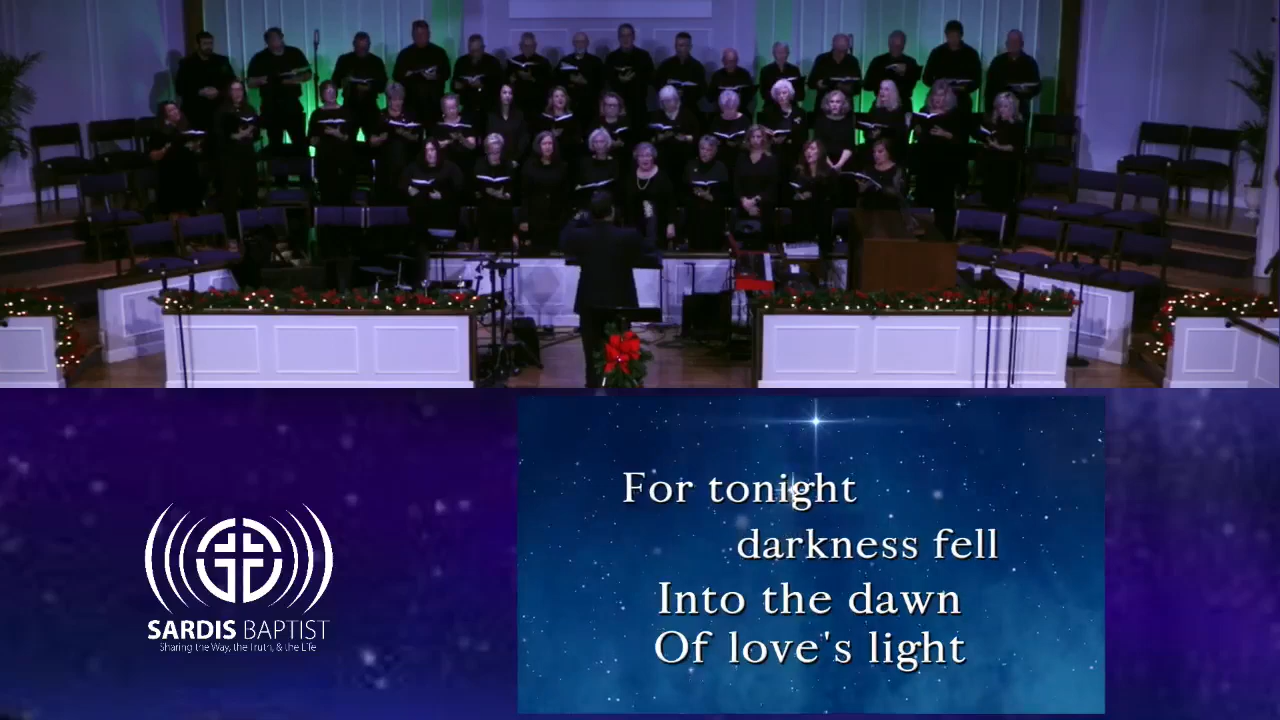 For tonight
darkness fell
Into the dawn
Of love's light
SARDIS BAPTIST
Sharing the Way, the Truth, & the Life